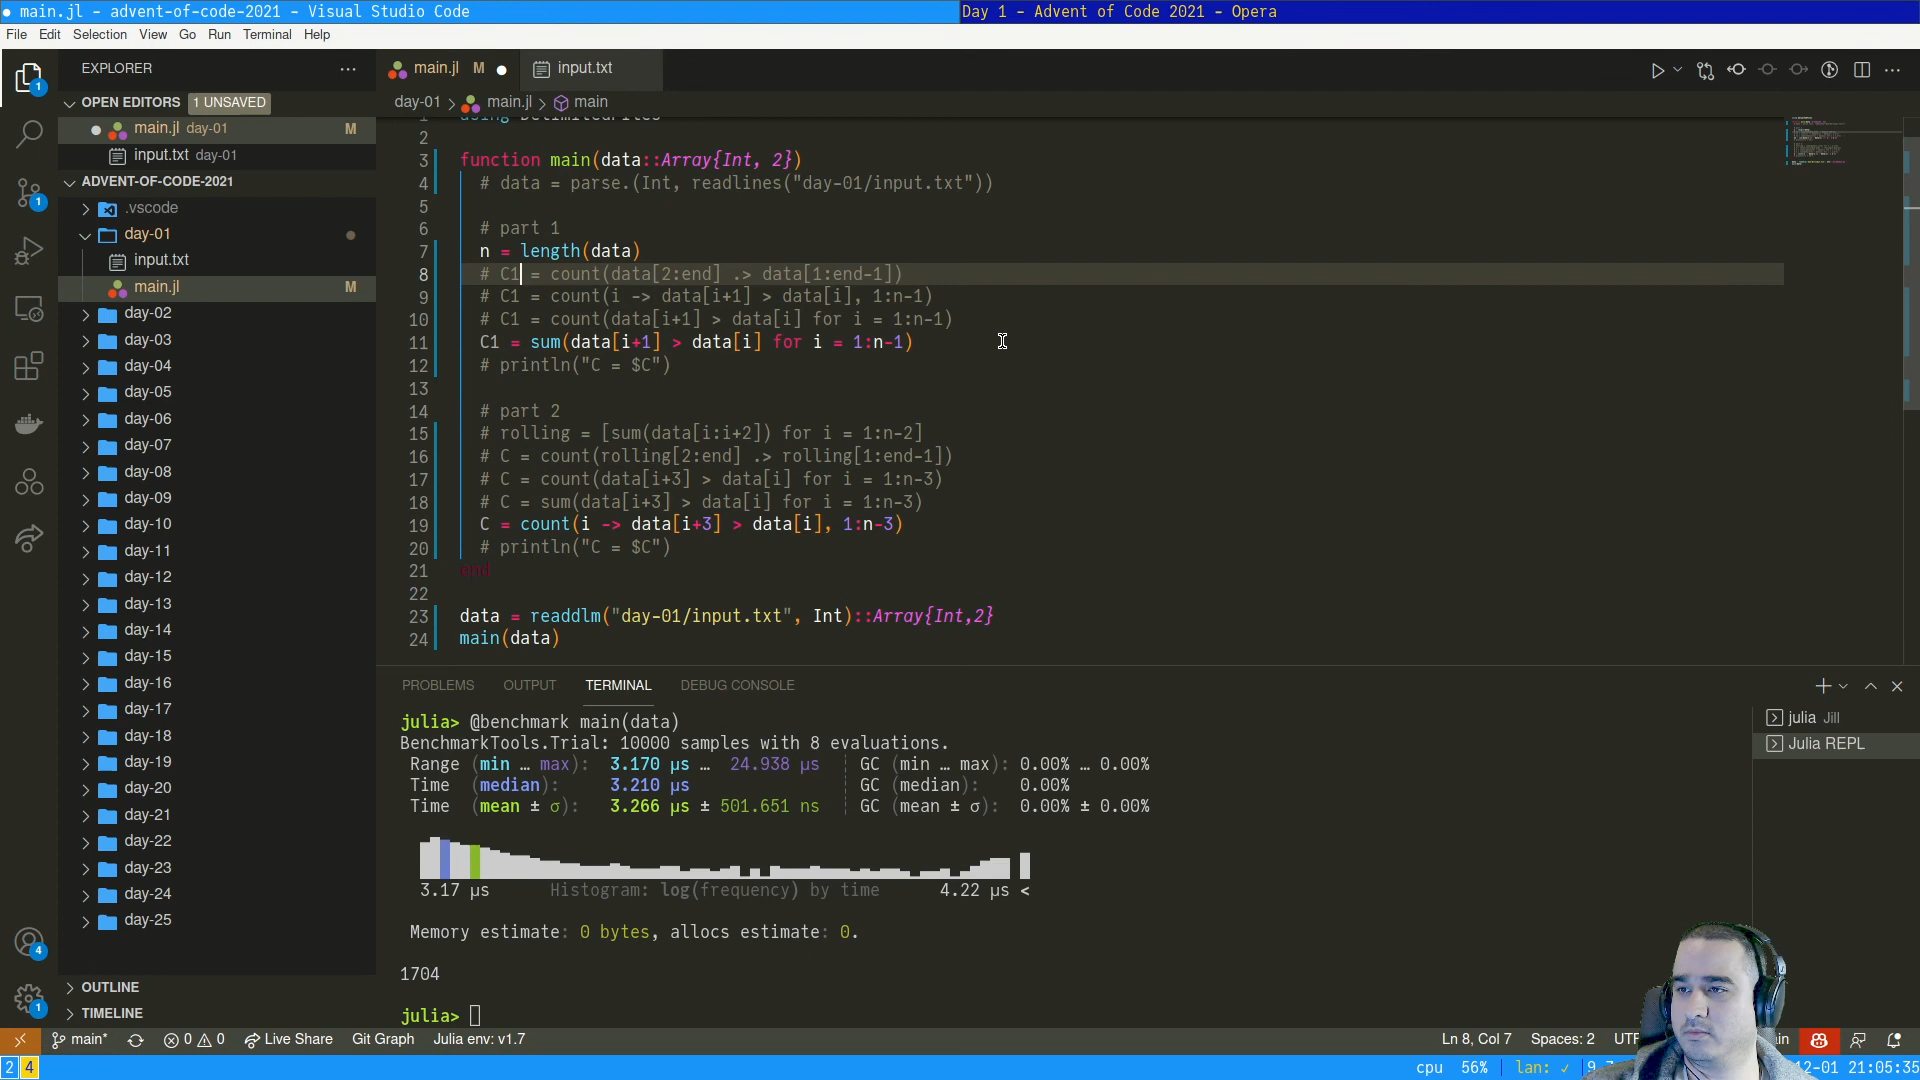 ● main.jl - advent-of-code-2021 - Visual Studio Code
Day 1 - Advent of Code 2021 - Opera
File Edit Selection View Go Run Terminal Help
EXPLORER
OPEN EDITORS 1 UNSAVED
main.jl day-01 M
input.txt day-01
ADVENT-OF-CODE-2021
.vscode
day-01
input.txt
main.jl M
day-02
day-03
day-04
day-05
day-06
day-07
day-08
day-09
day-10
day-11
day-12
day-13
day-14
day-15
day-16
day-17
day-18
day-19
day-20
day-21
day-22
day-23
day-24
day-25
OUTLINE
TIMELINE
main.jl M ●
input.txt
day-01 > main.jl > main
1 using DelimitedFiles
2
3 function main(data::Array{Int, 2})
4 # data = parse.(Int, readlines("day-01/input.txt"))
5
6 # part 1
7 n = length(data)
8 # C1 = count(data[2:end] .> data[1:end-1])
9 # C1 = count(i -> data[i+1] > data[i], 1:n-1)
10 # C1 = count(data[i+1] > data[i] for i = 1:n-1)
11 C1 = sum(data[i+1] > data[i] for i = 1:n-1)
12 # println("C = $C")
13
14 # part 2
15 # rolling = [sum(data[i:i+2]) for i = 1:n-2]
16 # C = count(rolling[2:end] .> rolling[1:end-1])
17 # C = count(data[i+3] > data[i] for i = 1:n-3)
18 # C = sum(data[i+3] > data[i] for i = 1:n-3)
19 C = count(i -> data[i+3] > data[i], 1:n-3)
20 # println("C = $C")
21 end
22
23 data = readdlm("day-01/input.txt", Int)::Array{Int,2}
24 main(data)
PROBLEMS OUTPUT TERMINAL DEBUG CONSOLE
julia> @benchmark main(data)
BenchmarkTools.Trial: 10000 samples with 8 evaluations.
Range (min … max): 3.170 μs … 24.938 μs ┊ GC (min … max): 0.00% … 0.00%
Time (median): 3.210 μs ┊ GC (median): 0.00%
Time (mean ± σ): 3.266 μs ± 501.651 ns ┊ GC (mean ± σ): 0.00% ± 0.00%
3.17 μs Histogram: log(frequency) by time 4.22 μs <
Memory estimate: 0 bytes, allocs estimate: 0.
1704
julia>
julia Jill
Julia REPL
1
1
4
1
main* 0 0 Live Share Git Graph Julia env: v1.7
Ln 8, Col 7 Spaces: 2
2 4
cpu 56% lan: ✓
21:05:35